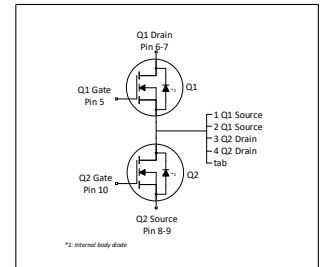 Q1 Drain
Pin 6-7
Q1 Gate
Pin 5
Q1
*1
1 Q1 Source
2 Q1 Source
3 Q2 Drain
4 Q2 Drain
tab
Q2 Gate
Pin 10
Q2
*1
Q2 Source
Pin 8-9
*1: Internal body diode